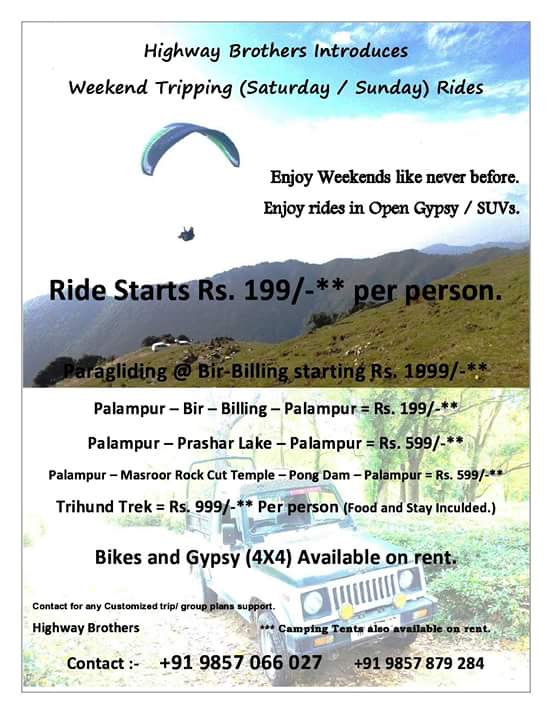 Highway Brothers Introduces
Weekend Tripping (Saturday / Sunday) Rides
Enjoy Weekends like never before.
Enjoy rides in Open Gypsy / SUVs.
Ride Starts Rs. 199/-** per person.
Paragliding @ Bir-Billing starting Rs. 1999/-**
Palampur – Bir – Billing – Palampur = Rs. 199/-**
Palampur – Prashar Lake – Palampur = Rs. 599/-**
Palampur – Masroor Rock Cut Temple – Pong Dam – Palampur = Rs. 599/-**
Trihund Trek = Rs. 999/-** Per person (Food and Stay Inculded.)
Bikes and Gypsy (4X4) Available on rent.
Contact for any Customized trip/ group plans support.
Highway Brothers *** Camping Tents also available on rent.
Contact :- +91 9857 066 027 +91 9857 879 284